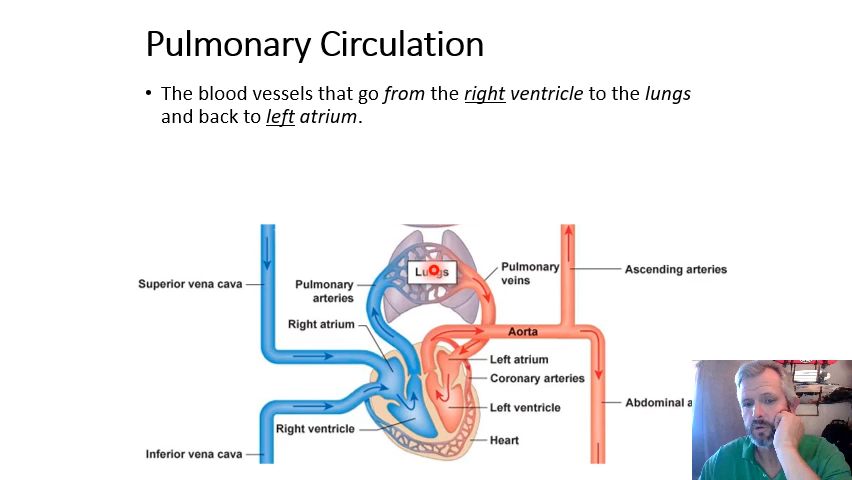 Pulmonary Circulation
• The blood vessels that go from the right ventricle to the lungs
and back to left atrium.
Superior vena cava
Pulmonary
arteries
Right atrium
Right ventricle
Inferior vena cava
Lungs
Pulmonary
veins
Ascending arteries
Aorta
Left atrium
Coronary arteries
Left ventricle
Abdominal a
Heart